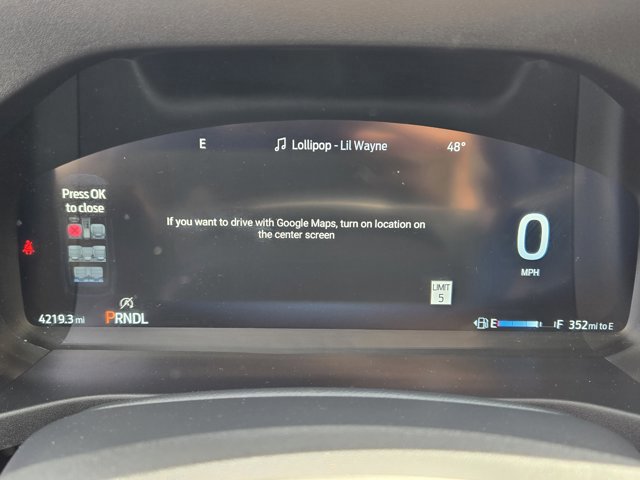 E
Lollipop - Lil Wayne
48°
Press OK
to close
If you want to drive with Google Maps, turn on location on
the center screen
0
MPH
LIMIT
5
4219.3 mi
PRNDL
E F
352 mi to E